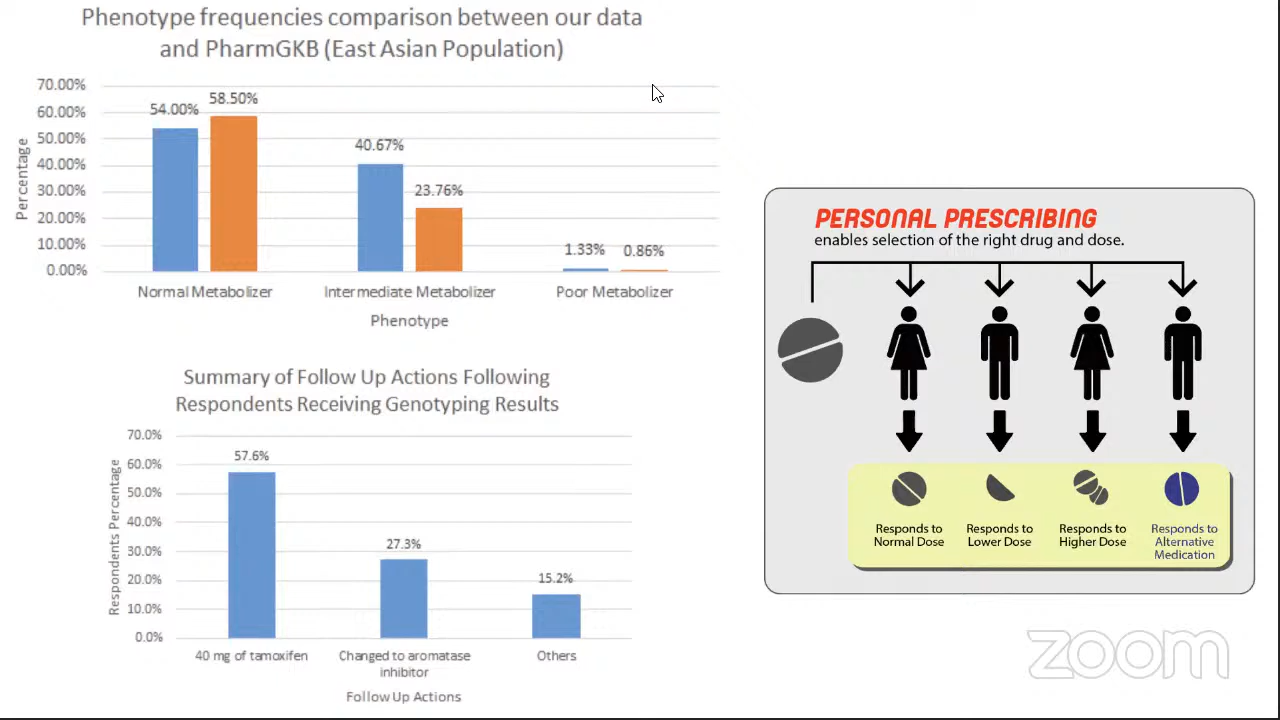 Phenotype frequencies comparison between our data
and PharmGKB (East Asian Population)
70.00%
60.00%
50.00%
40.00%
30.00%
20.00%
10.00%
0.00%
Percentage
54.00%
58.50%
40.67%
23.76%
1.33%
0.86%
Normal Metabolizer
Intermediate Metabolizer
Poor Metabolizer
Phenotype
Summary of Follow Up Actions Following
Respondents Receiving Genotyping Results
70.0%
60.0%
50.0%
40.0%
30.0%
20.0%
10.0%
0.0%
Respondents Percentage
57.6%
27.3%
15.2%
40 mg of tamoxifen
Changed to aromatase
inhibitor
Others
Follow Up Actions
PERSONAL PRESCRIBING
enables selection of the right drug and dose.
Responds to
Normal Dose
Responds to
Lower Dose
Responds to
Higher Dose
Responds to
Alternative
Medication
zoom